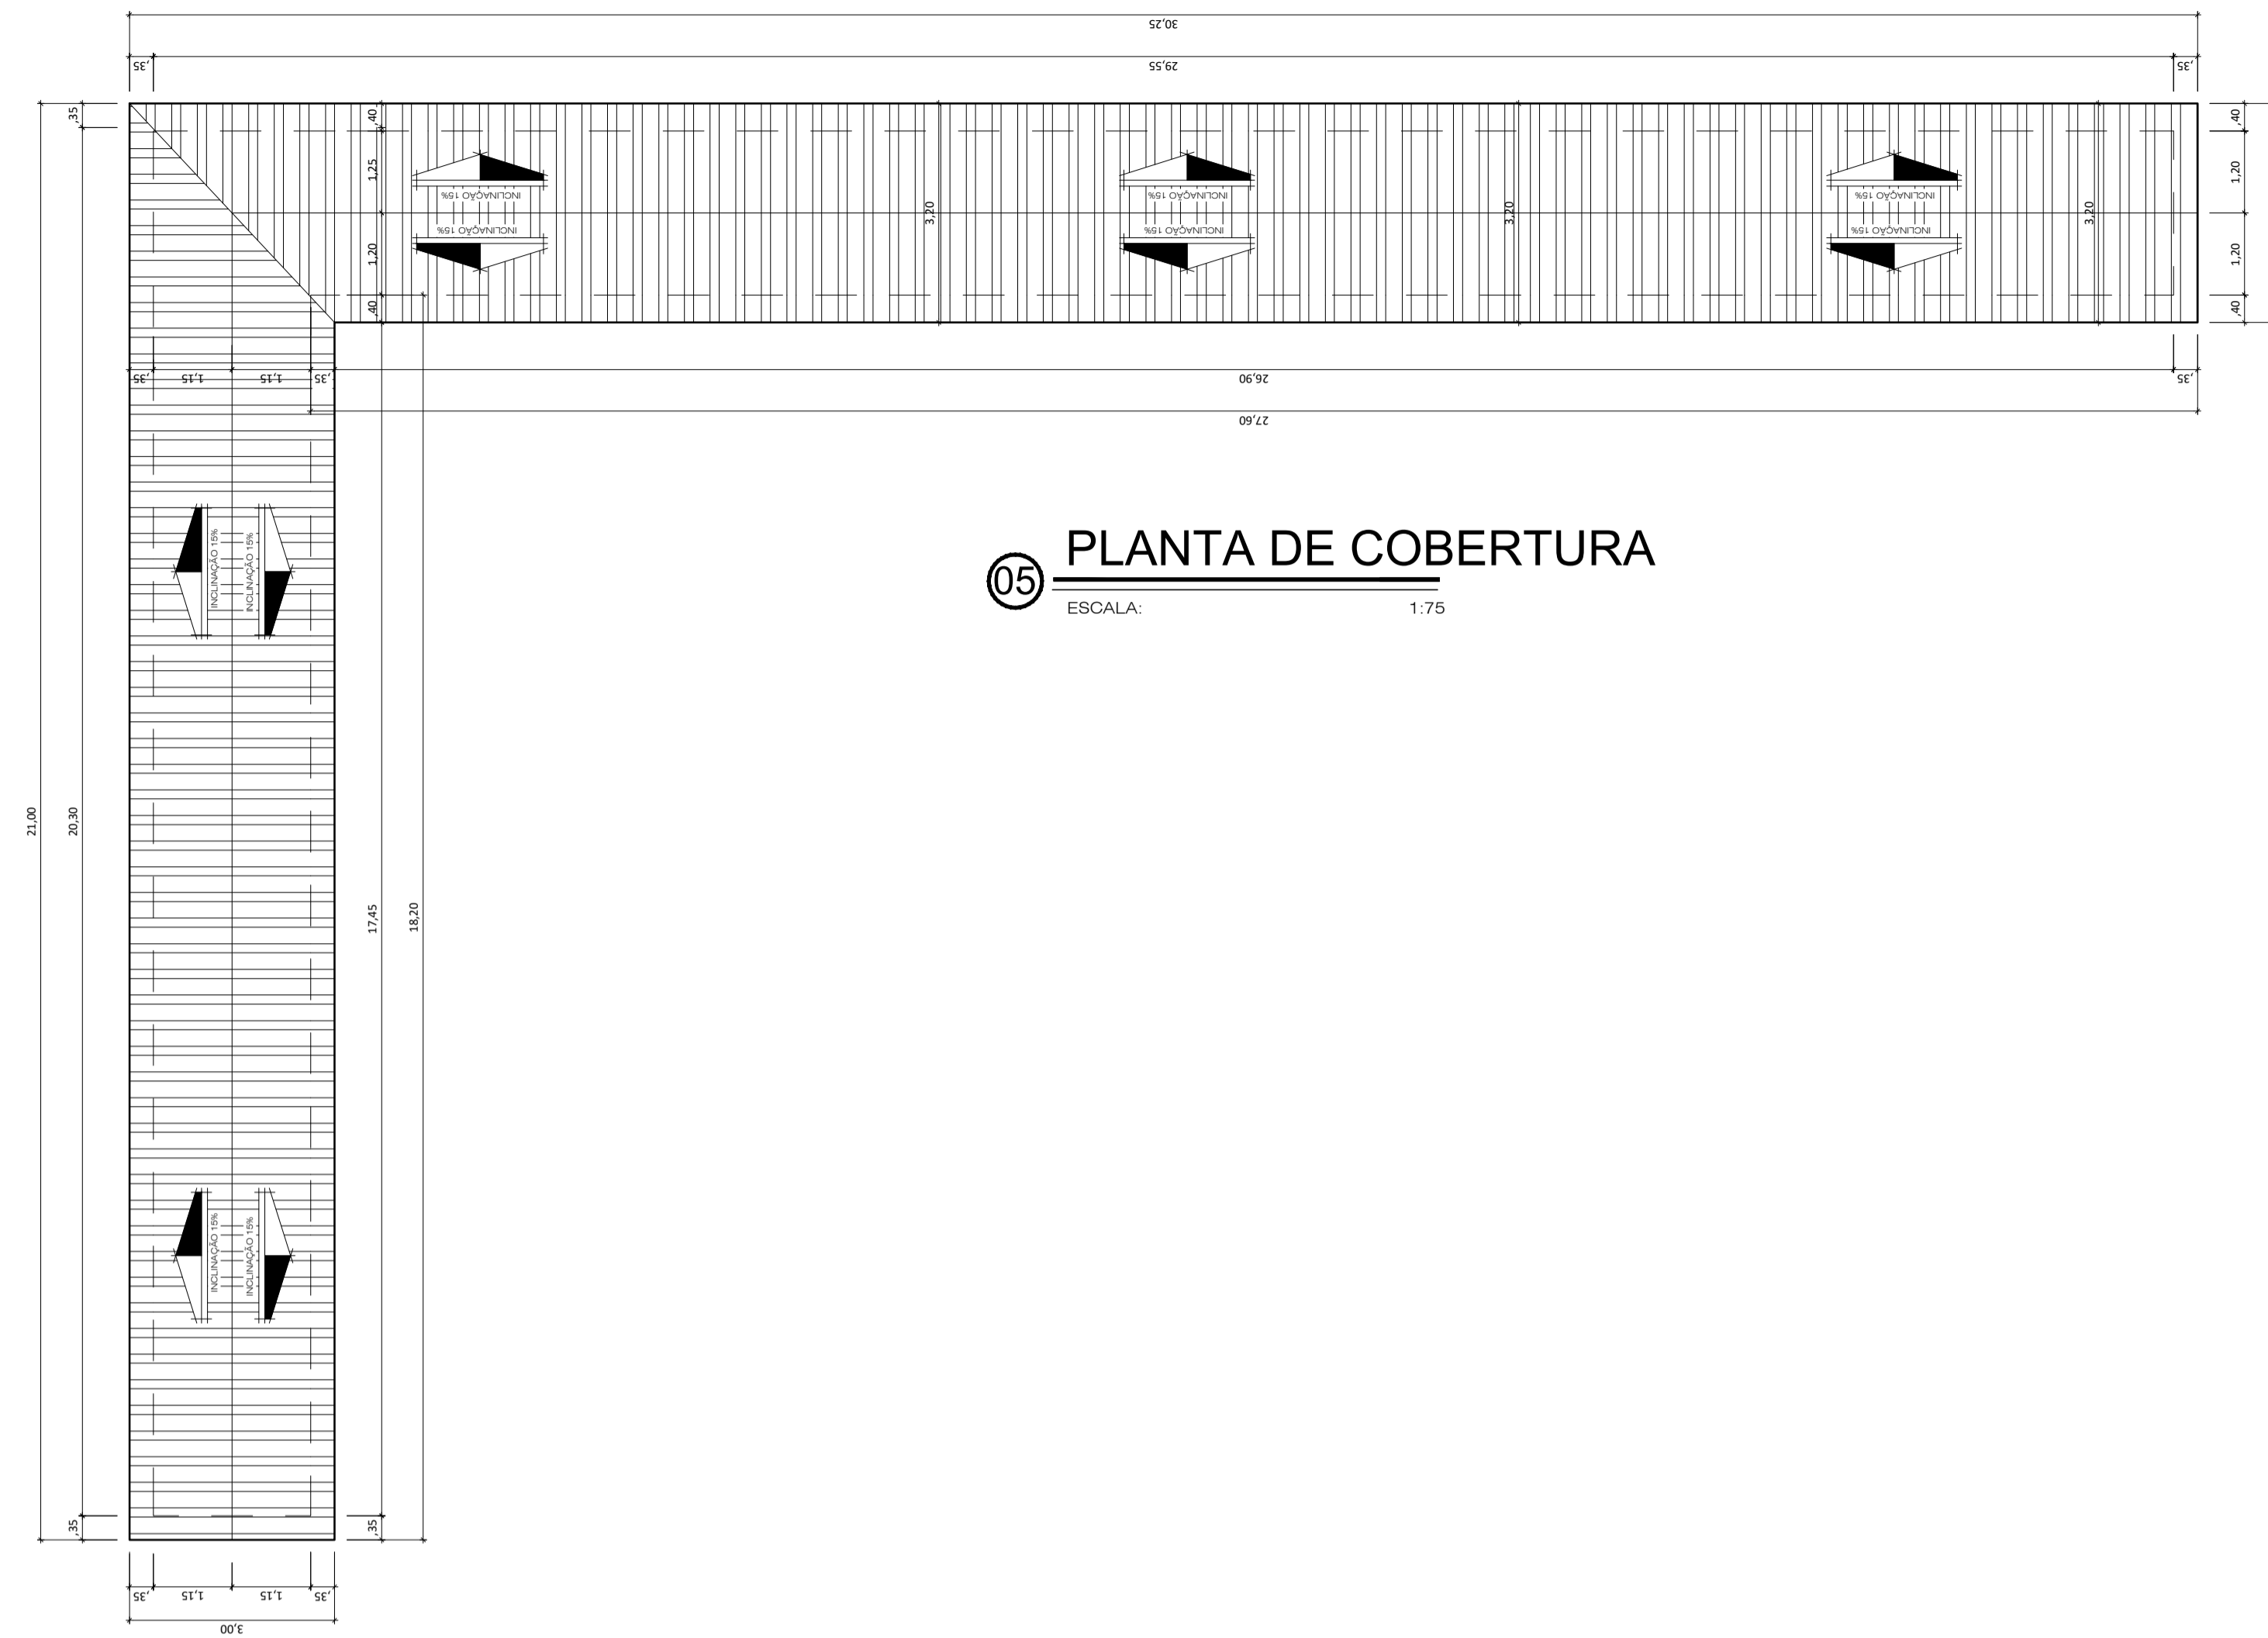 30,25
,35
29,55
,35
,35
,40
,40
1,25
1,20
INCLINAÇÃO 15%
INCLINAÇÃO 15%
INCLINAÇÃO 15%
3,20
3,20
3,20
INCLINAÇÃO 15%
INCLINAÇÃO 15%
INCLINAÇÃO 15%
1,20
1,20
,40
,40
,35
1,15
1,15
,35
26,90
,35
27,60
PLANTA DE COBERTURA
05
ESCALA: 1:75
INCLINAÇÃO 15%
INCLINAÇÃO 15%
21,00
20,30
17,45
18,20
INCLINAÇÃO 15%
INCLINAÇÃO 15%
,35
,35
,35
1,15
1,15
,35
3,00